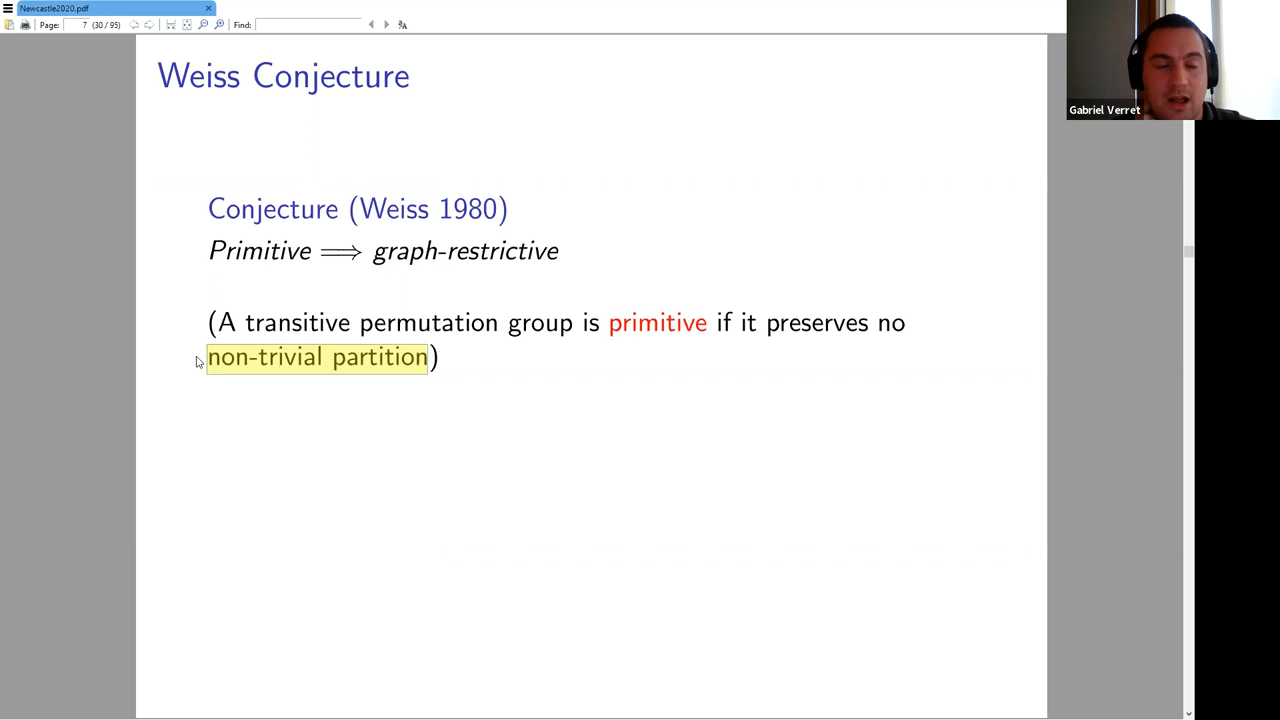 Newcastle2020.pdf
Page: 7 (30 / 95) Find:
Weiss Conjecture
Gabriel Verret
Conjecture (Weiss 1980)
Primitive ⟹ graph-restrictive
(A transitive permutation group is primitive if it preserves no
non-trivial partition)